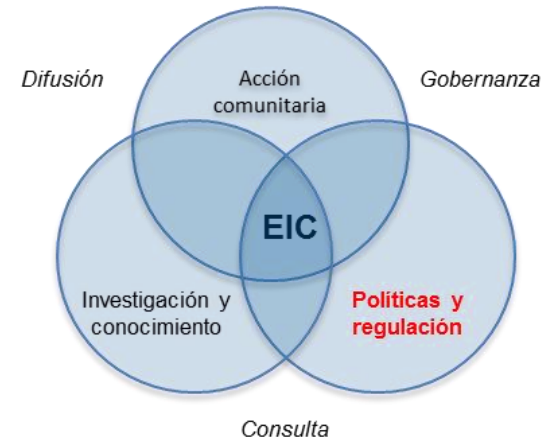 Difusión
Acción
comunitaria
Gobernanza
EIC
Investigación y
conocimiento
Políticas y
regulación
Consulta